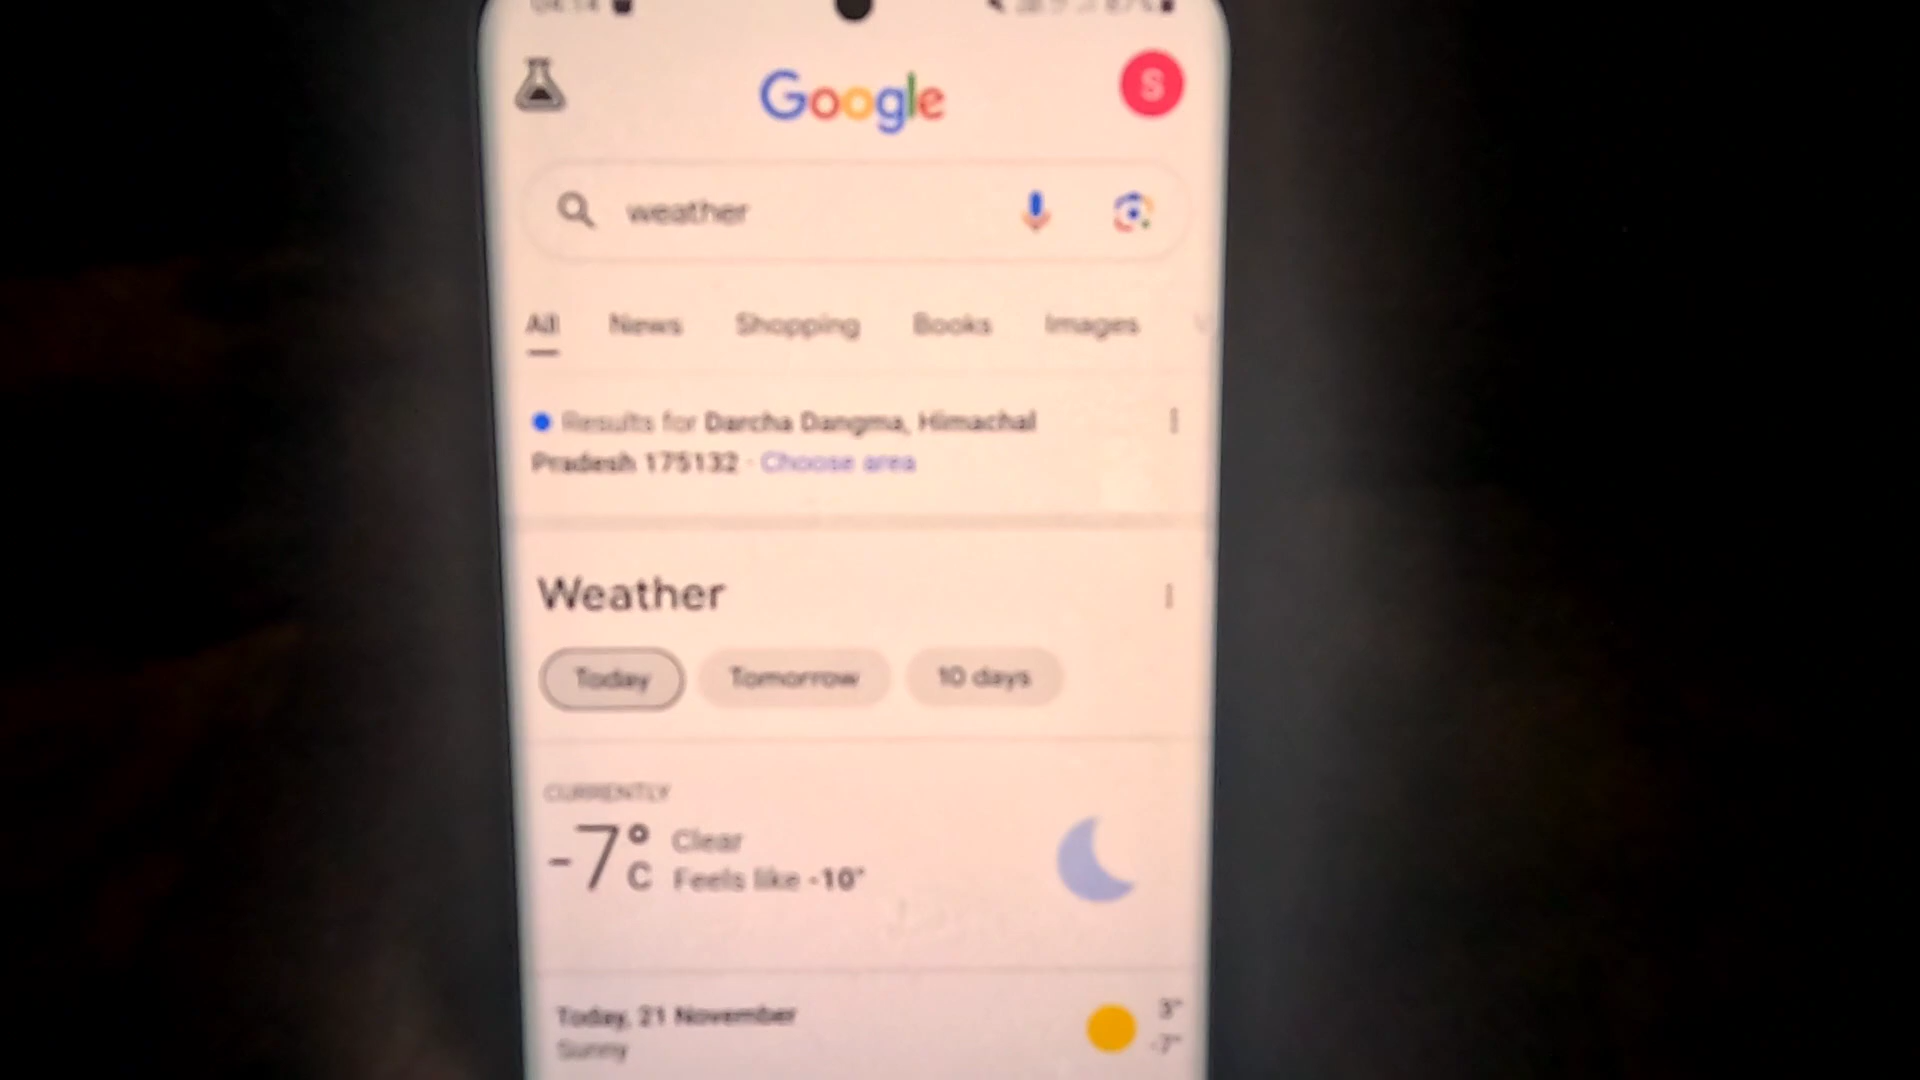 Google
S
weather
All News Shopping Books Images
Results for Darcha Dangma, Himachal
Pradesh 175132 · Choose area
Weather
Today Tomorrow 10 days
CURRENTLY
-7°C Clear
Feels like -10°
Today, 21 November 3°
Sunny -7°